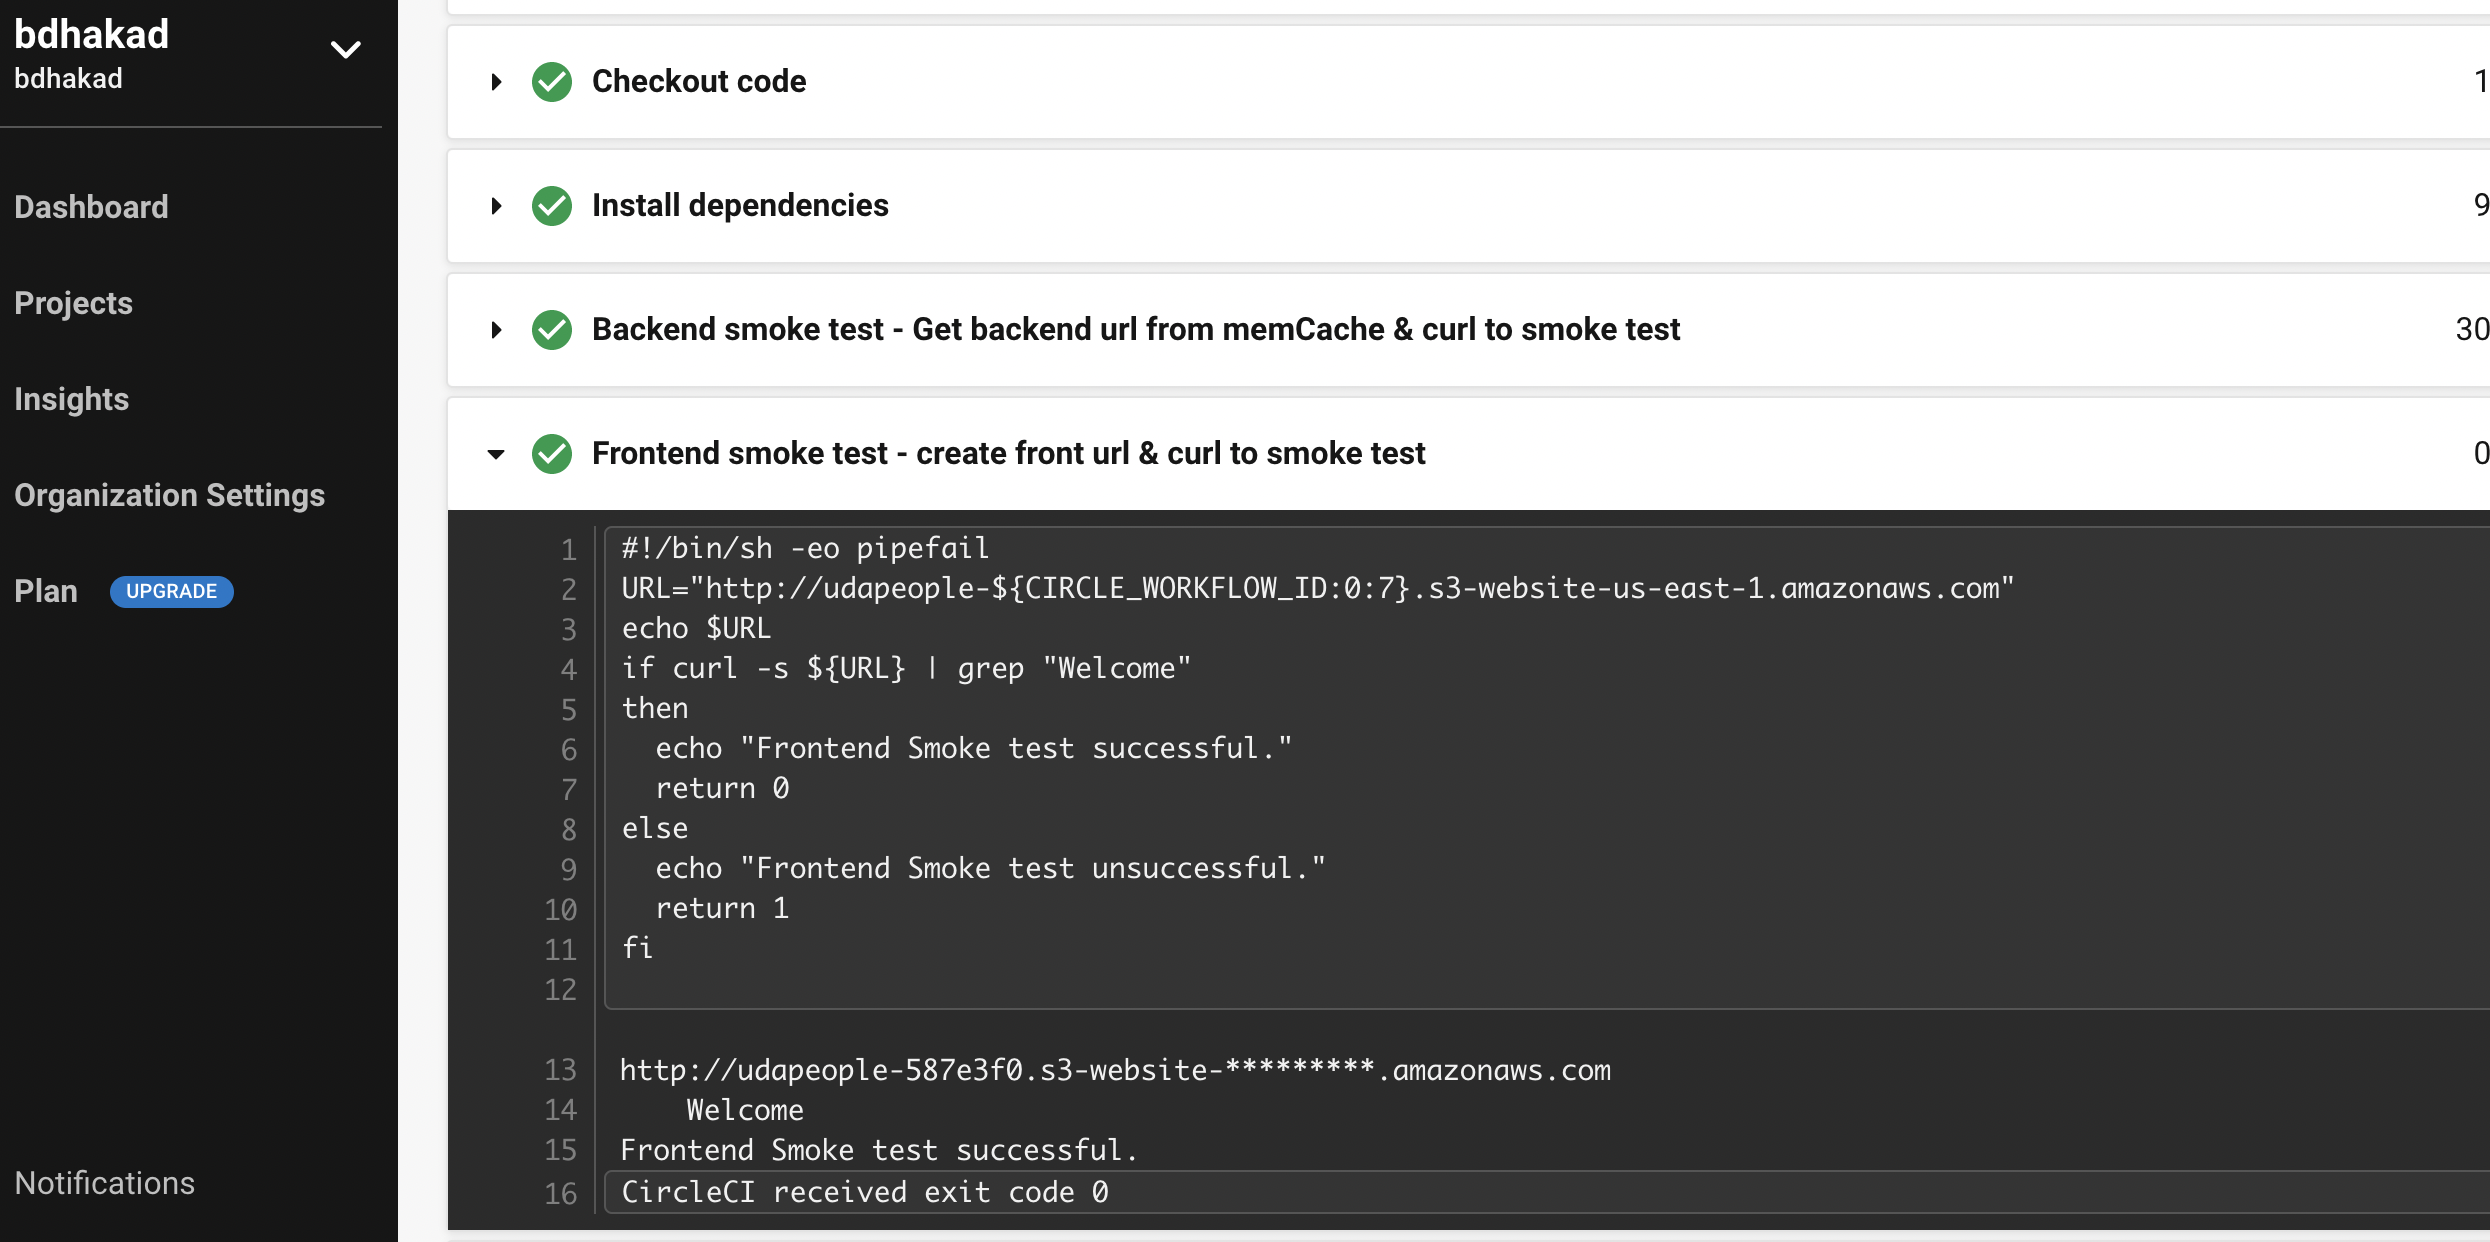 bdhakad
bdhakad
Dashboard
Projects
Insights
Organization Settings
Plan UPGRADE
Notifications
Checkout code 1
Install dependencies 9
Backend smoke test - Get backend url from memCache & curl to smoke test 30
Frontend smoke test - create front url & curl to smoke test 0
1 #!/bin/sh -eo pipefail
2 URL="http://udapeople-${CIRCLE_WORKFLOW_ID:0:7}.s3-website-us-east-1.amazonaws.com"
3 echo $URL
4 if curl -s ${URL} | grep "Welcome"
5 then
6   echo "Frontend Smoke test successful."
7   return 0
8 else
9   echo "Frontend Smoke test unsuccessful."
10   return 1
11 fi
12
13 http://udapeople-587e3f0.s3-website-*********.amazonaws.com
14     Welcome
15 Frontend Smoke test successful.
16 CircleCI received exit code 0